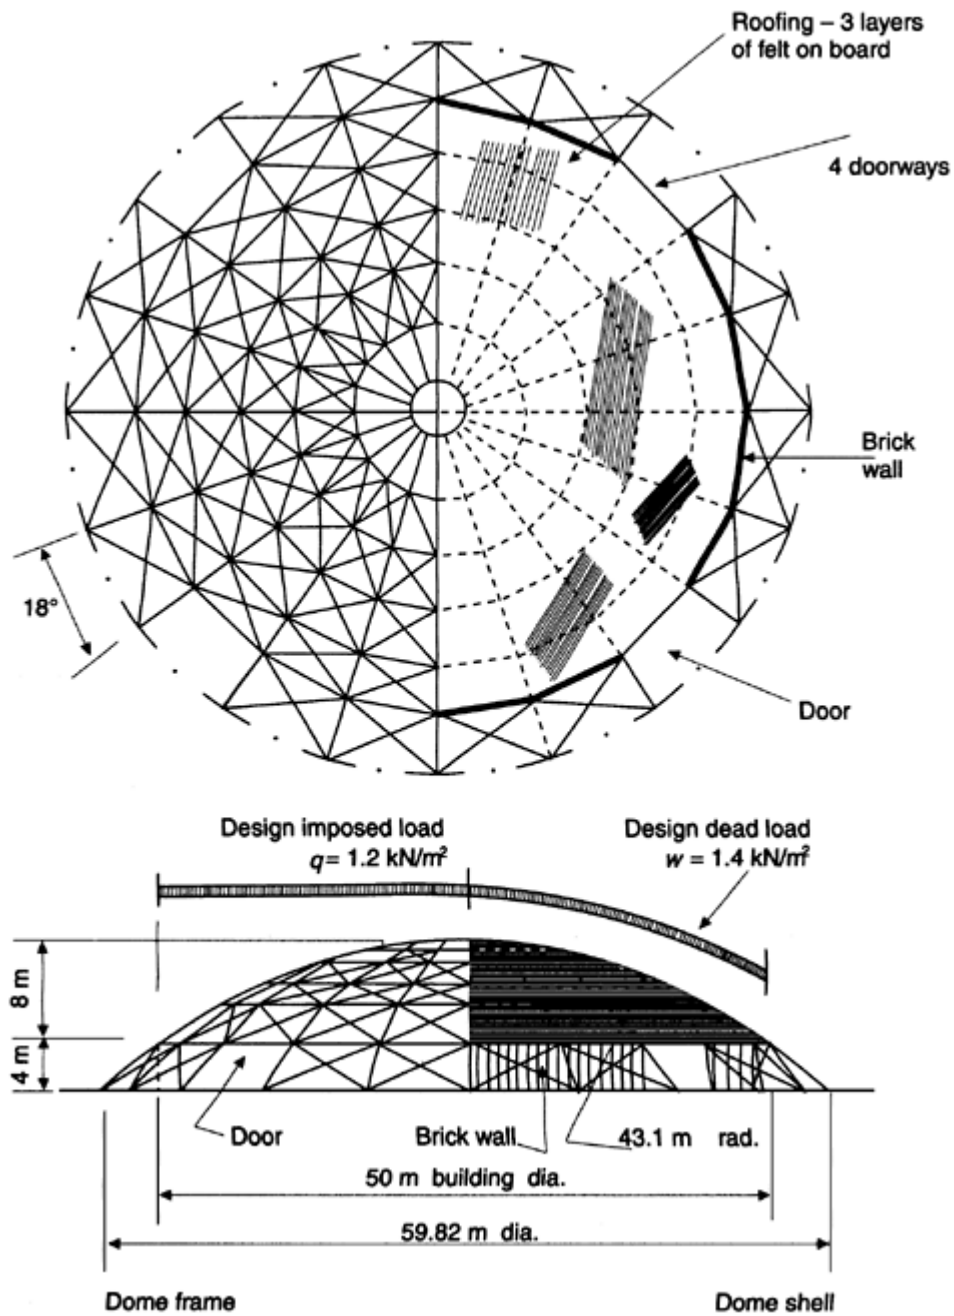 Roofing – 3 layers
of felt on board
4 doorways
Brick
wall
18°
Door
Design imposed load
q = 1.2 kN/m²
Design dead load
w = 1.4 kN/m²
8 m
4 m
Door
Brick wall
43.1 m rad.
50 m building dia.
59.82 m dia.
Dome frame
Dome shell